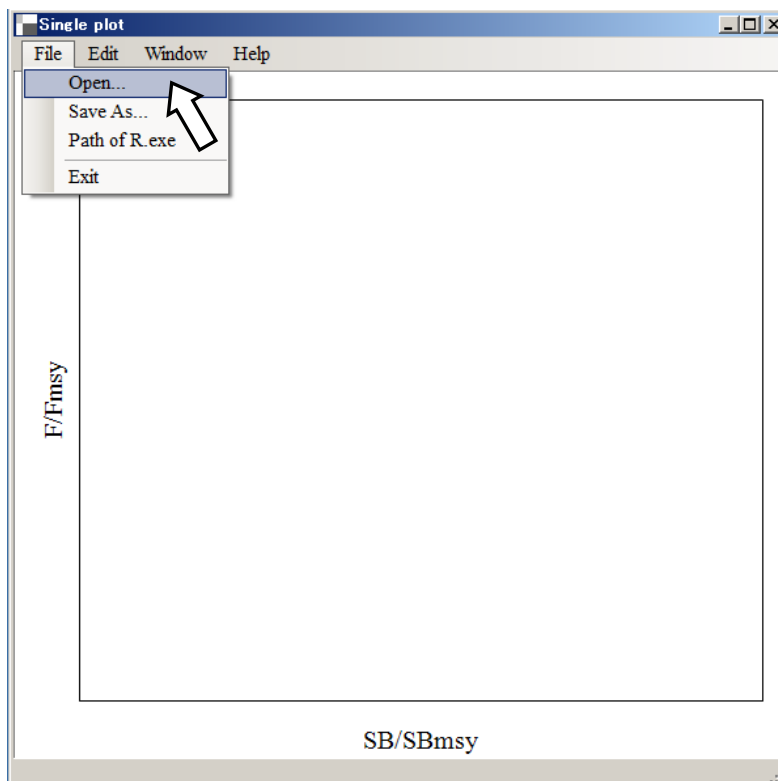 Single plot
File Edit Window Help
Open...
Save As...
Path of R.exe
Exit
F/Fmsy
SB/SBmsy